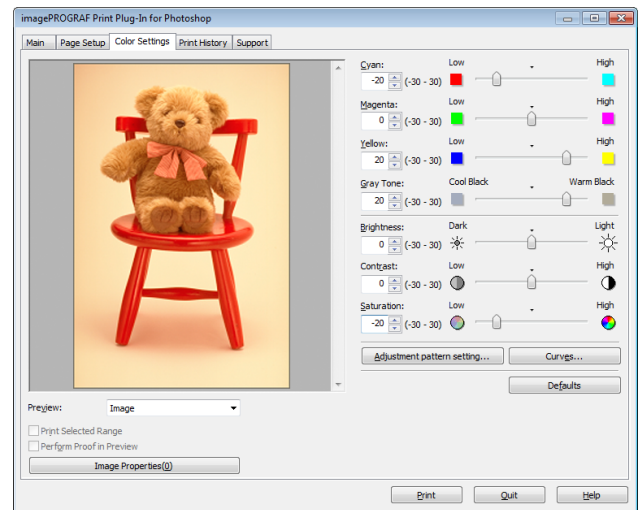 imagePROGRAF Print Plug-In for Photoshop
Main Page Setup Color Settings Print History Support
Cyan: Low High
-20 (-30 - 30)
Magenta: Low High
0 (-30 - 30)
Yellow: Low High
20 (-30 - 30)
Gray Tone: Cool Black Warm Black
20 (-30 - 30)
Brightness: Dark Light
0 (-30 - 30)
Contrast: Low High
0 (-30 - 30)
Saturation: Low High
-20 (-30 - 30)
Adjustment pattern setting... Curves...
Defaults
Preview: Image
Print Selected Range
Perform Proof in Preview
Image Properties(0)
Print Quit Help